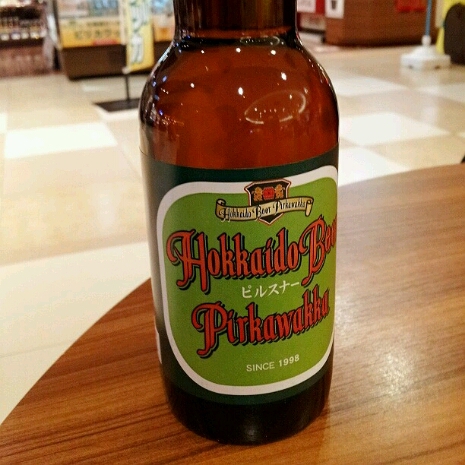 Hokkaido Beer Pirkawakka
Hokkaido Bee
ピルスナー
Pirkawakka
SINCE 1998